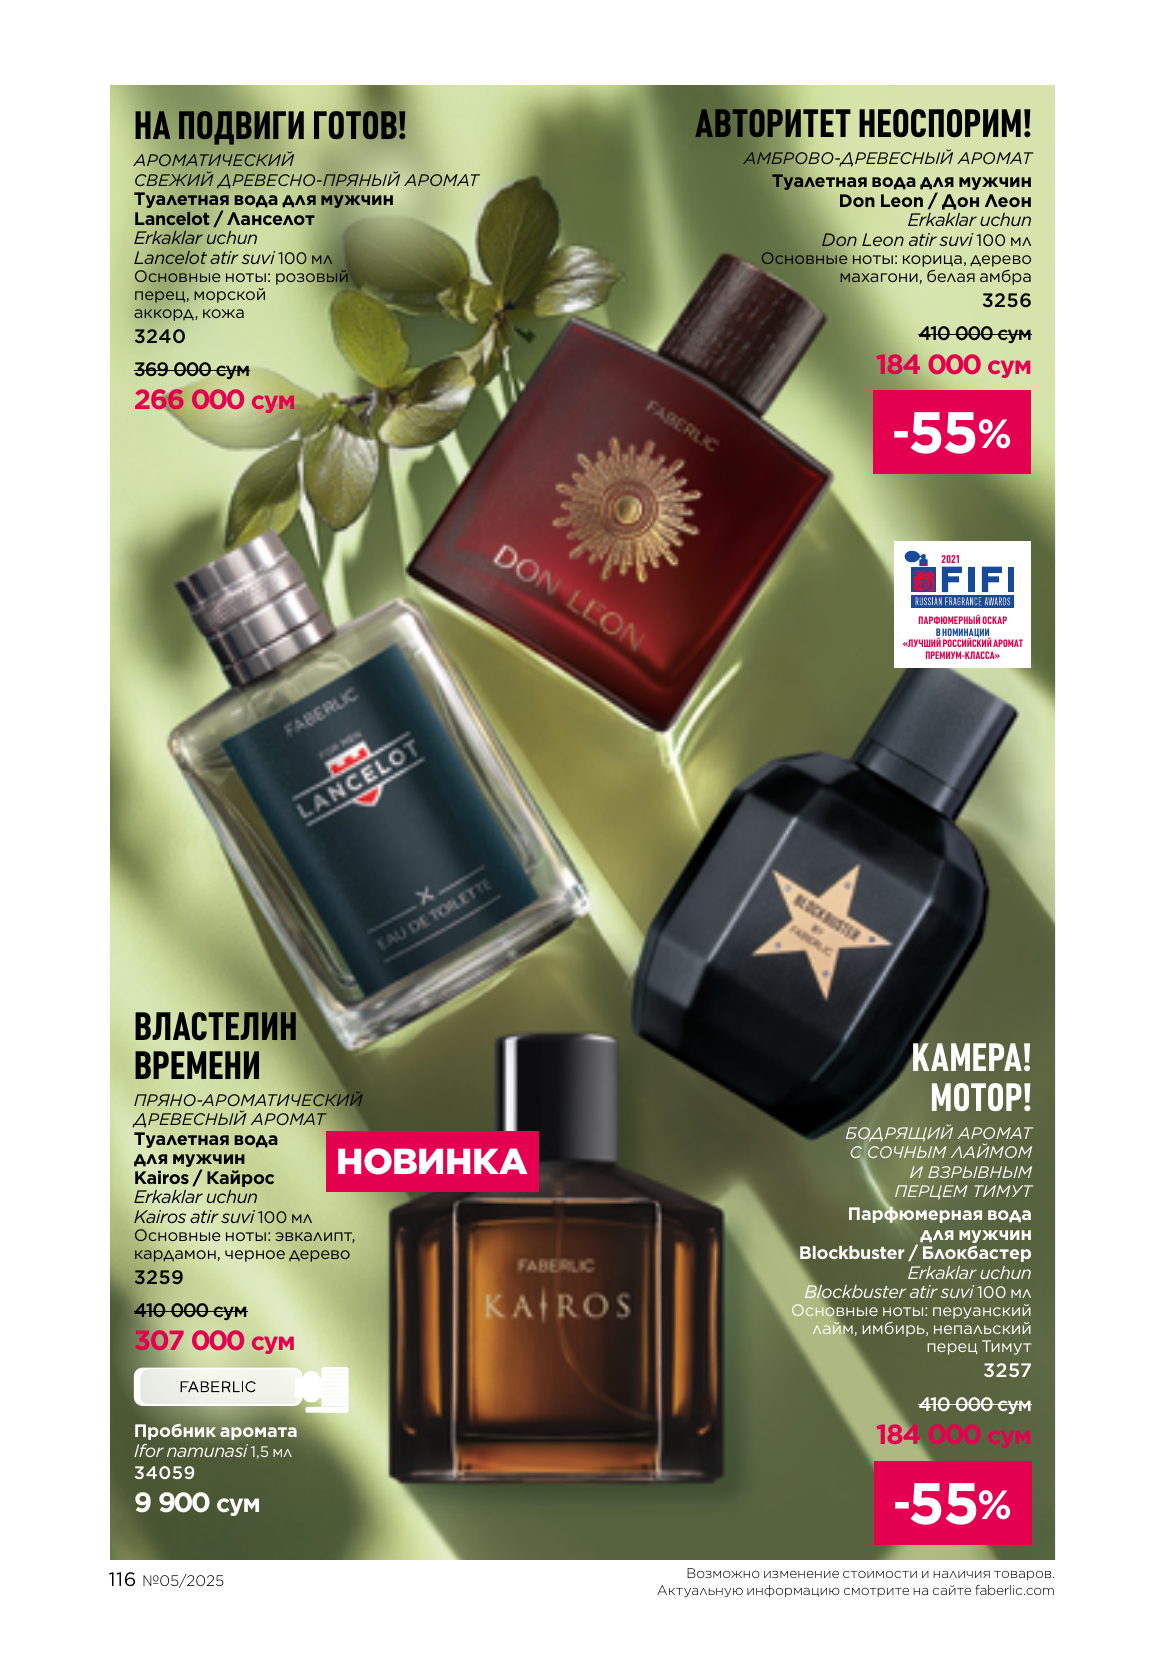 НА ПОДВИГИ ГОТОВ!
АРОМАТИЧЕСКИЙ
СВЕЖИЙ ДРЕВЕСНО-ПРЯНЫЙ АРОМАТ
Туалетная вода для мужчин
Lancelot / Ланселот
Erkaklar uchun
Lancelot atir suvi 100 мл
Основные ноты: розовый
перец, морской
аккорд, кожа
3240
369 000 сум
266 000 сум
АВТОРИТЕТ НЕОСПОРИМ!
АМБРОВО-ДРЕВЕСНЫЙ АРОМАТ
Туалетная вода для мужчин
Don Leon / Дон Леон
Erkaklar uchun
Don Leon atir suvi 100 мл
Основные ноты: корица, дерево
махагони, белая амбра
3256
410 000 сум
184 000 сум
-55%
FABERLIC
DON LEON
2021
FIFI
RUSSIAN FRAGRANCE AWARDS
ПАРФЮМЕРНЫЙ ОСКАР
В НОМИНАЦИИ
«ЛУЧШИЙ РОССИЙСКИЙ АРОМАТ
ПРЕМИУМ-КЛАССА»
FABERLIC
FOR MEN
LANCELOT
EAU DE TOILETTE
BLOCKBUSTER
BY
FABERLIC
ВЛАСТЕЛИН
ВРЕМЕНИ
ПРЯНО-АРОМАТИЧЕСКИЙ
ДРЕВЕСНЫЙ АРОМАТ
Туалетная вода
для мужчин
Kairos / Кайрос
Erkaklar uchun
Kairos atir suvi 100 мл
Основные ноты: эвкалипт,
кардамон, черное дерево
3259
410 000 сум
307 000 сум
FABERLIC
Пробник аромата
Ifor namunasi 1,5 мл
34059
9 900 сум
НОВИНКА
FABERLIC
KAIROS
КАМЕРА!
МОТОР!
БОДРЯЩИЙ АРОМАТ
С СОЧНЫМ ЛАЙМОМ
И ВЗРЫВНЫМ
ПЕРЦЕМ ТИМУТ
Парфюмерная вода
для мужчин
Blockbuster / Блокбастер
Erkaklar uchun
Blockbuster atir suvi 100 мл
Основные ноты: перуанский
лайм, имбирь, непальский
перец Тимут
3257
410 000 сум
184 000 сум
-55%
116 №05/2025
Возможно изменение стоимости и наличия товаров.
Актуальную информацию смотрите на сайте faberlic.com